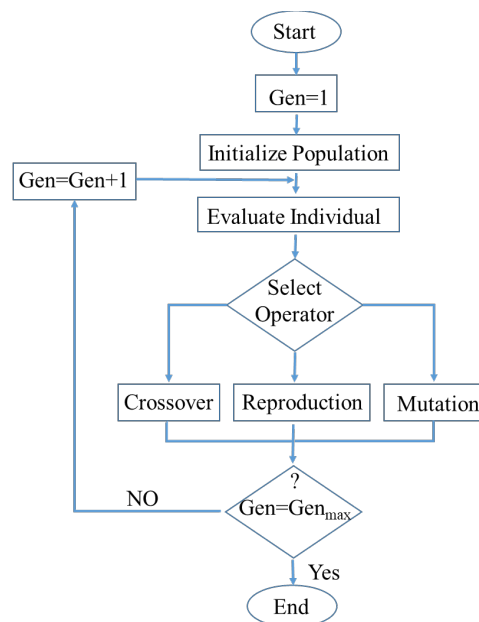 Start
Gen=1
Initialize Population
Gen=Gen+1
Evaluate Individual
Select
Operator
Crossover
Reproduction
Mutation
?
Gen=Genmax
NO
Yes
End